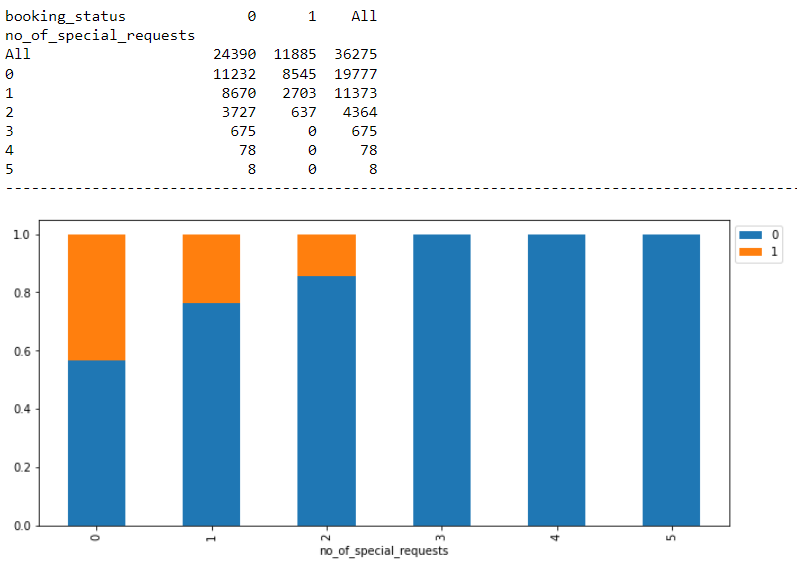 booking_status 0 1 All
no_of_special_requests
All 24390 11885 36275
0 11232 8545 19777
1 8670 2703 11373
2 3727 637 4364
3 675 0 675
4 78 0 78
5 8 0 8
------------------------------------------------------------------------------------------
1.0
0.8
0.6
0.4
0.2
0.0
0 1 2 3 4 5
no_of_special_requests
0
1